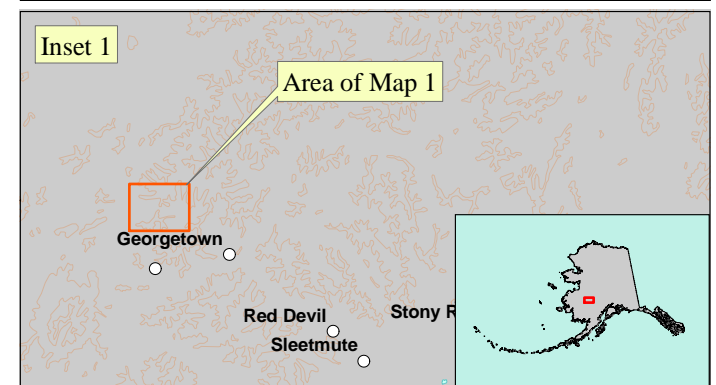 Inset 1
Area of Map 1
Georgetown
Red Devil
Stony R
Sleetmute